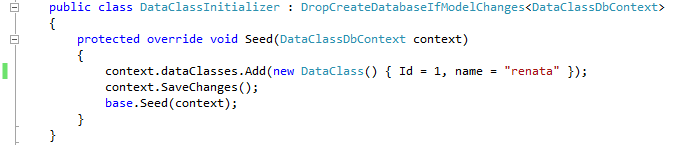 public class DataClassInitializer : DropCreateDatabaseIfModelChanges<DataClassDbContext>
{
protected override void Seed(DataClassDbContext context)
{
context.dataClasses.Add(new DataClass() { Id = 1, name = "renata" });
context.SaveChanges();
base.Seed(context);
}
}